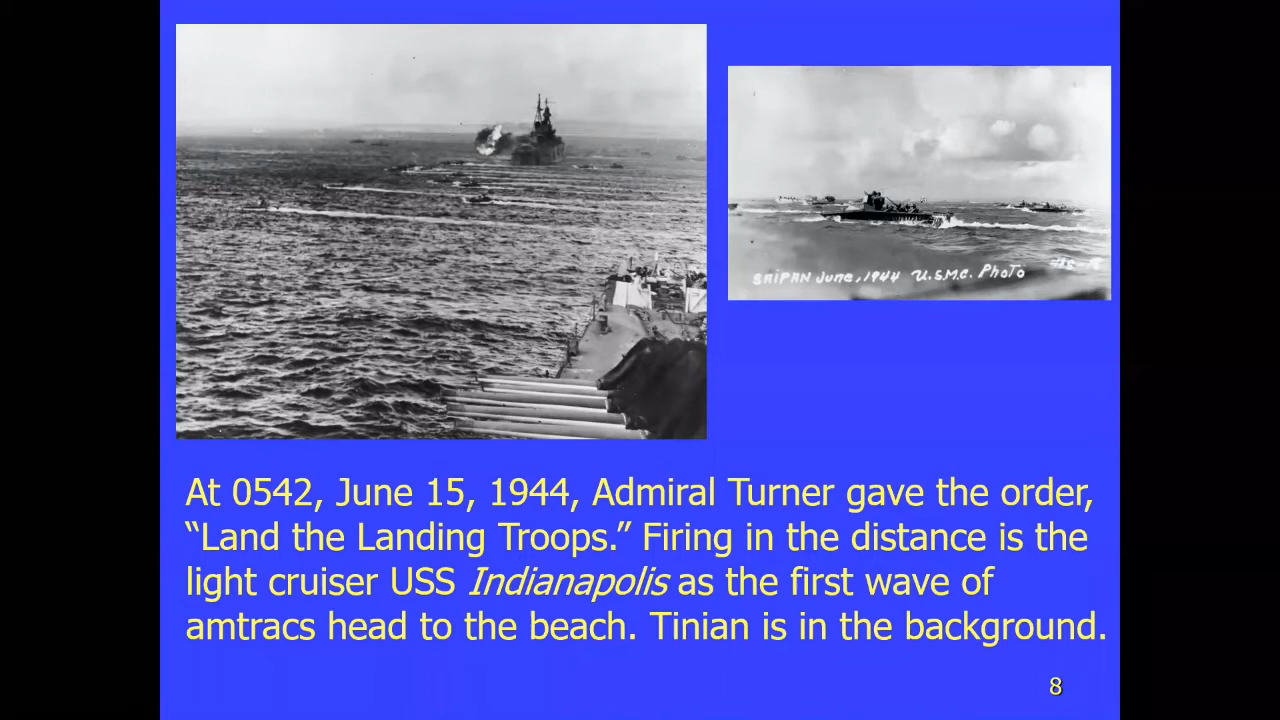 SAIPAN June, 1944 U.S.M.C. Photo
At 0542, June 15, 1944, Admiral Turner gave the order,
“Land the Landing Troops.” Firing in the distance is the
light cruiser USS Indianapolis as the first wave of
amtracs head to the beach. Tinian is in the background.
8